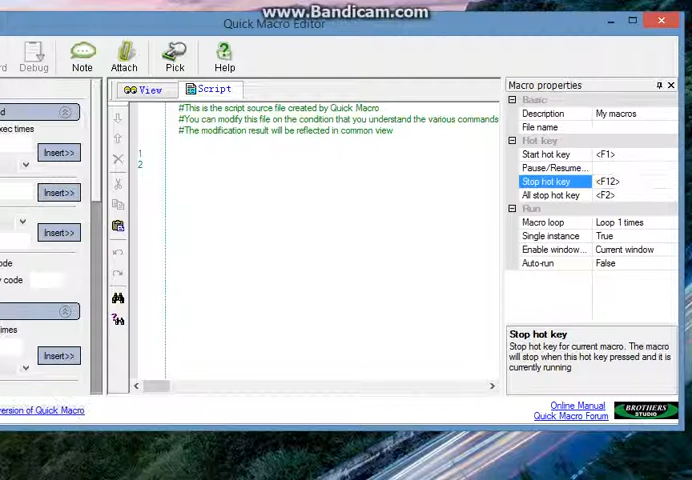 www.Bandicam.com
Quick Macro Editor
Debug
Note
Attach
Pick
Help
exec times
Insert>>
Insert>>
Insert>>
code
code
Insert>>
ersion of Quick Macro
View
Script
#This is the script source file created by Quick Macro
#You can modify this file on the condition that you understand the various commands
#The modification result will be reflected in common view
1
2
Macro properties
Basic
Description My macros
File name
Hot key
Start hot key <F1>
Pause/Resume...
Stop hot key <F12>
All stop hot key <F2>
Run
Macro loop Loop 1 times
Single instance True
Enable window... Current window
Auto-run False
Stop hot key
Stop hot key for current macro. The macro
will stop when this hot key pressed and it is
currently running
Online Manual
Quick Macro Forum
BROTHERS
STUDIO